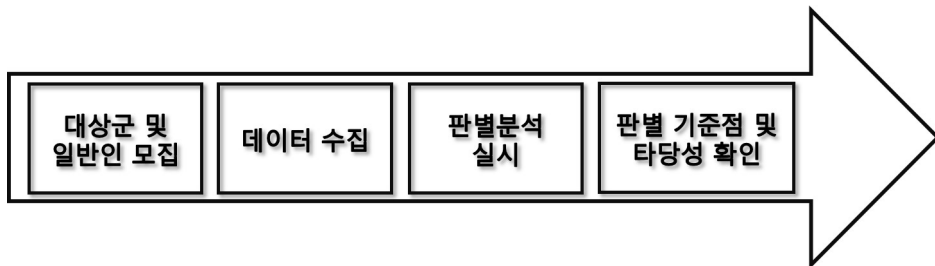 대상군 및
일반인 모집
데이터 수집
판별분석
실시
판별 기준점 및
타당성 확인